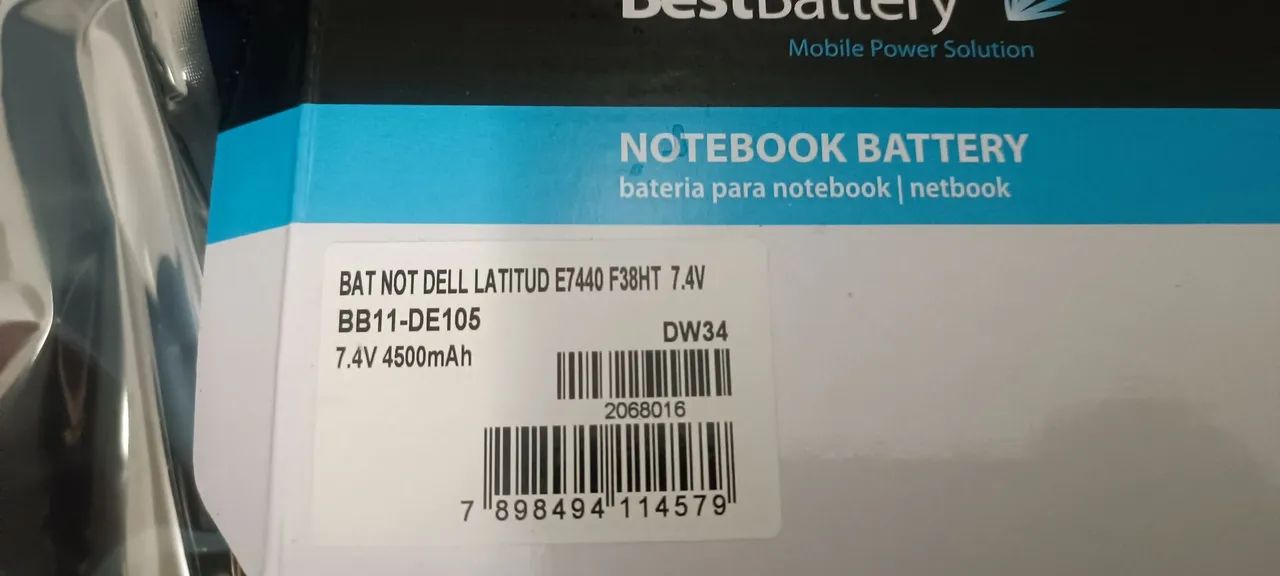 BestBattery
Mobile Power Solution
NOTEBOOK BATTERY
bateria para notebook | netbook
BAT NOT DELL LATITUD E7440 F38HT 7.4V
BB11-DE105
DW34
7.4V 4500mAh
2068016
7 898494 114579